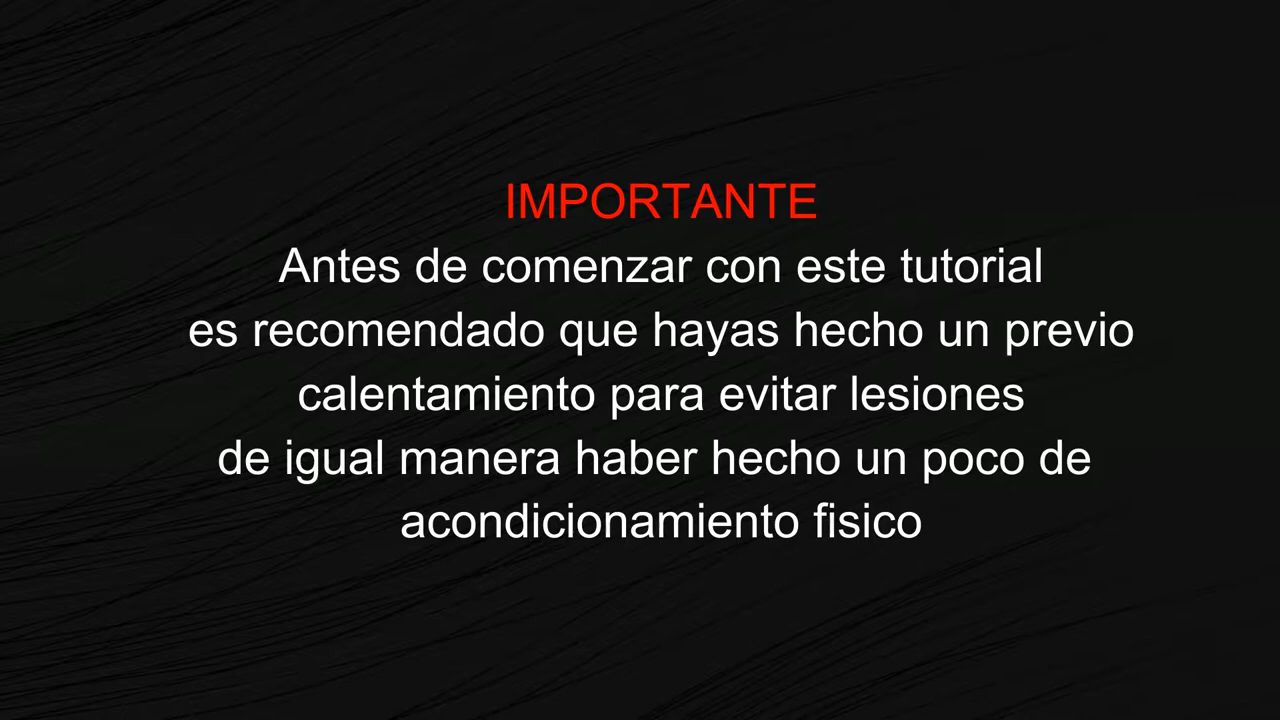 IMPORTANTE
Antes de comenzar con este tutorial
es recomendado que hayas hecho un previo
calentamiento para evitar lesiones
de igual manera haber hecho un poco de
acondicionamiento fisico